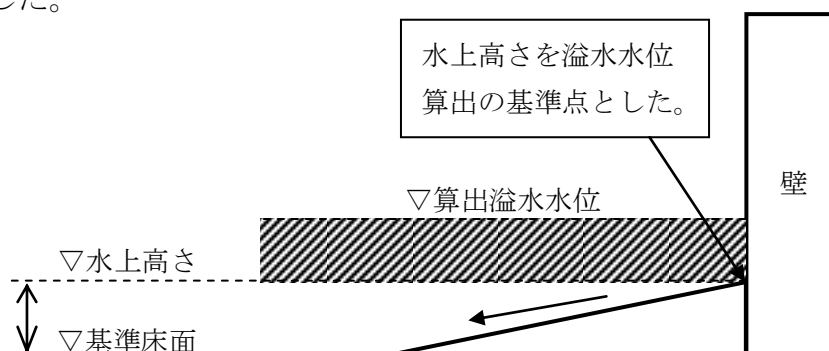 した。
水上高さを溢水水位
算出の基準点とした。
壁
▽算出溢水水位
▽水上高さ
▽基準床面